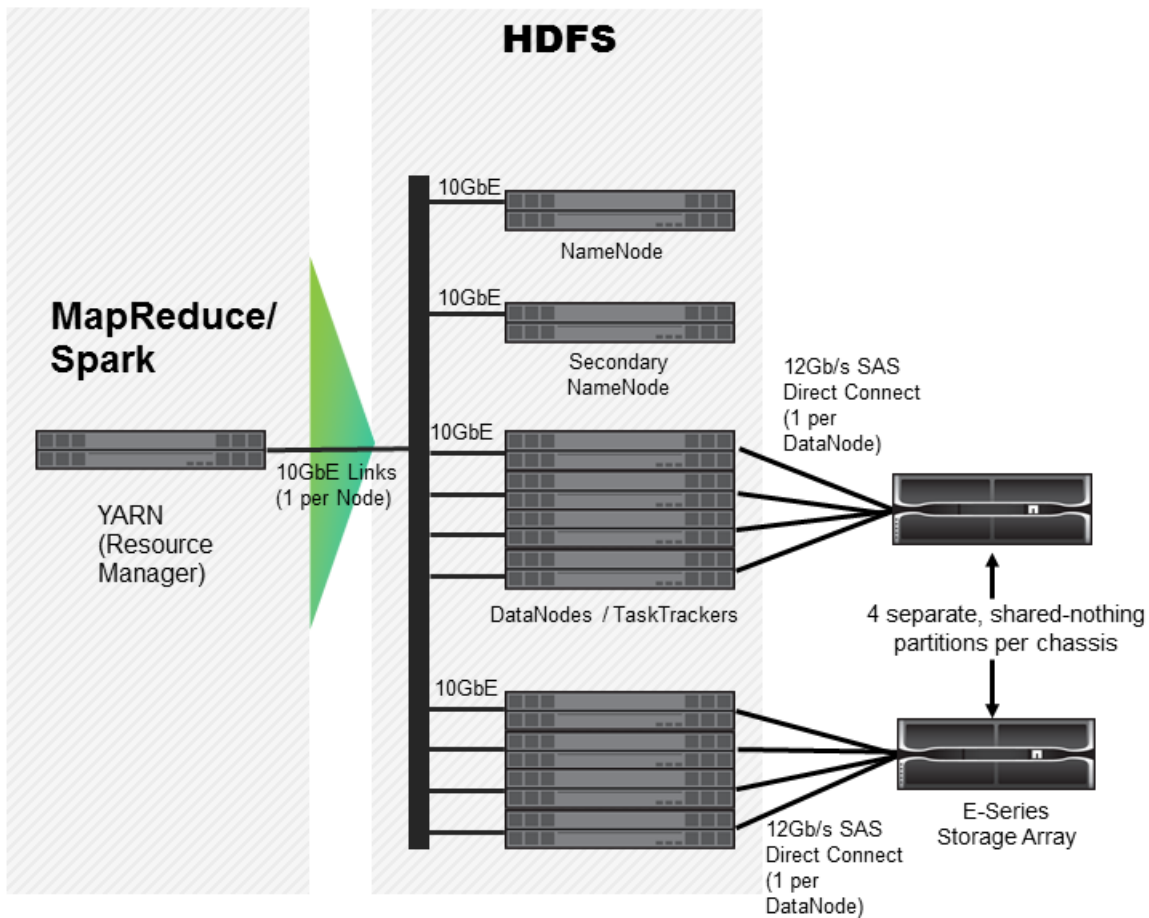 HDFS
10GbE
NameNode
10GbE
Secondary
NameNode
MapReduce/
Spark
10GbE Links
(1 per Node)
YARN
(Resource
Manager)
10GbE
DataNodes / TaskTrackers
12Gb/s SAS
Direct Connect
(1 per
DataNode)
4 separate, shared-nothing
partitions per chassis
10GbE
12Gb/s SAS
Direct Connect
(1 per
DataNode)
E-Series
Storage Array